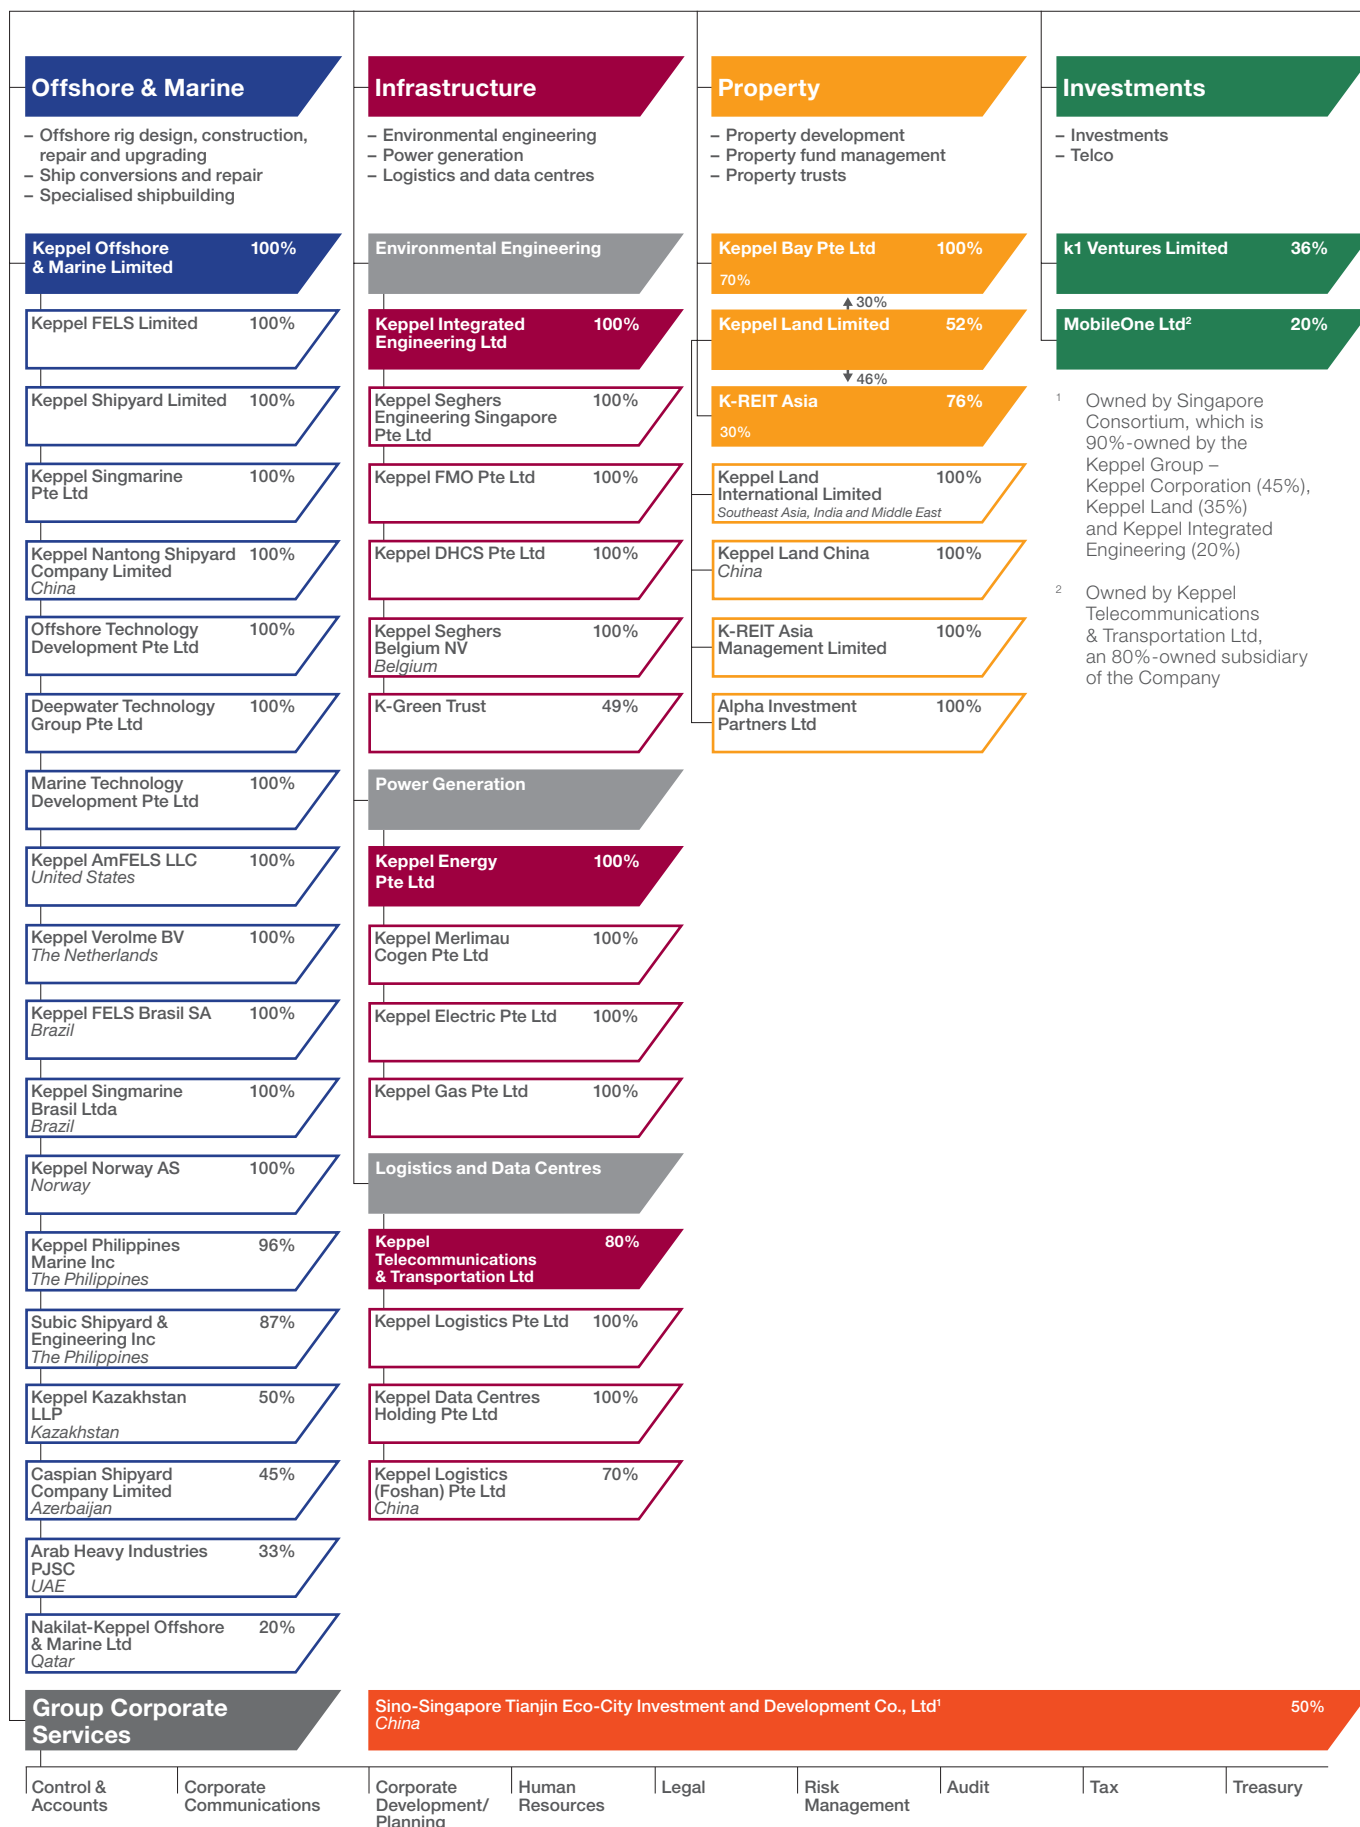 Offshore & Marine
– Offshore rig design, construction,
repair and upgrading
– Ship conversions and repair
– Specialised shipbuilding
Keppel Offshore 100%
& Marine Limited
Keppel FELS Limited 100%
Keppel Shipyard Limited 100%
Keppel Singmarine 100%
Pte Ltd
Keppel Nantong Shipyard 100%
Company Limited
China
Offshore Technology 100%
Development Pte Ltd
Deepwater Technology 100%
Group Pte Ltd
Marine Technology 100%
Development Pte Ltd
Keppel AmFELS LLC 100%
United States
Keppel Verolme BV 100%
The Netherlands
Keppel FELS Brasil SA 100%
Brazil
Keppel Singmarine 100%
Brasil Ltda
Brazil
Keppel Norway AS 100%
Norway
Keppel Philippines 96%
Marine Inc
The Philippines
Subic Shipyard & 87%
Engineering Inc
The Philippines
Keppel Kazakhstan 50%
LLP
Kazakhstan
Caspian Shipyard 45%
Company Limited
Azerbaijan
Arab Heavy Industries 33%
PJSC
UAE
Nakilat-Keppel Offshore 20%
& Marine Ltd
Qatar
Infrastructure
– Environmental engineering
– Power generation
– Logistics and data centres
Environmental Engineering
Keppel Integrated 100%
Engineering Ltd
Keppel Seghers 100%
Engineering Singapore
Pte Ltd
Keppel FMO Pte Ltd 100%
Keppel DHCS Pte Ltd 100%
Keppel Seghers 100%
Belgium NV
Belgium
K-Green Trust 49%
Power Generation
Keppel Energy 100%
Pte Ltd
Keppel Merlimau 100%
Cogen Pte Ltd
Keppel Electric Pte Ltd 100%
Keppel Gas Pte Ltd 100%
Logistics and Data Centres
Keppel 80%
Telecommunications
& Transportation Ltd
Keppel Logistics Pte Ltd 100%
Keppel Data Centres 100%
Holding Pte Ltd
Keppel Logistics 70%
(Foshan) Pte Ltd
China
Property
– Property development
– Property fund management
– Property trusts
Keppel Bay Pte Ltd 100%
70%
30%
Keppel Land Limited 52%
46%
K-REIT Asia 76%
30%
Keppel Land 100%
International Limited
Southeast Asia, India and Middle East
Keppel Land China 100%
China
K-REIT Asia 100%
Management Limited
Alpha Investment 100%
Partners Ltd
Investments
– Investments
– Telco
k1 Ventures Limited 36%
MobileOne Ltd² 20%
¹ Owned by Singapore
Consortium, which is
90%-owned by the
Keppel Group –
Keppel Corporation (45%),
Keppel Land (35%)
and Keppel Integrated
Engineering (20%)
² Owned by Keppel
Telecommunications
& Transportation Ltd,
an 80%-owned subsidiary
of the Company
Group Corporate
Services
Sino-Singapore Tianjin Eco-City Investment and Development Co., Ltd¹ 50%
China
Control &
Accounts
Corporate
Communications
Corporate
Development/
Planning
Human
Resources
Legal
Risk
Management
Audit
Tax
Treasury